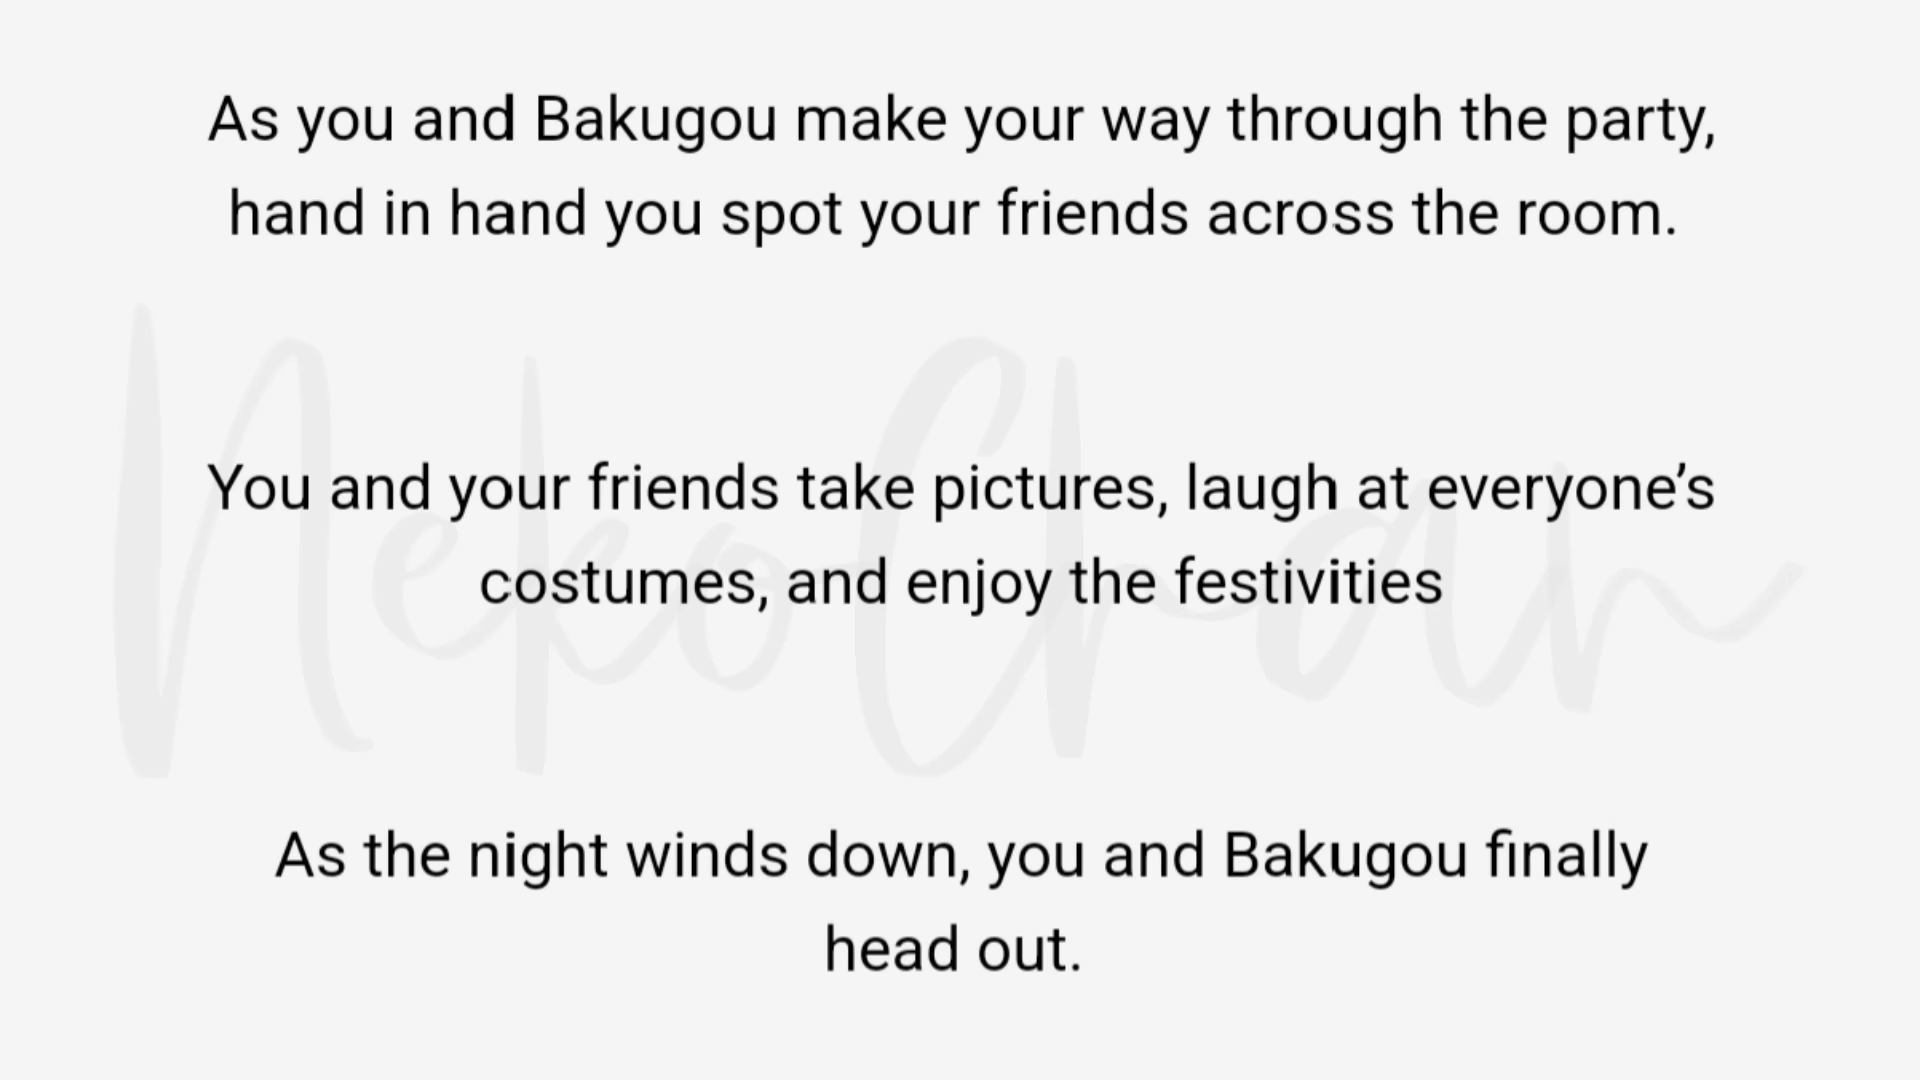 As you and Bakugou make your way through the party,
hand in hand you spot your friends across the room.
You and your friends take pictures, laugh at everyone’s
costumes, and enjoy the festivities
As the night winds down, you and Bakugou finally
head out.
NekoChan